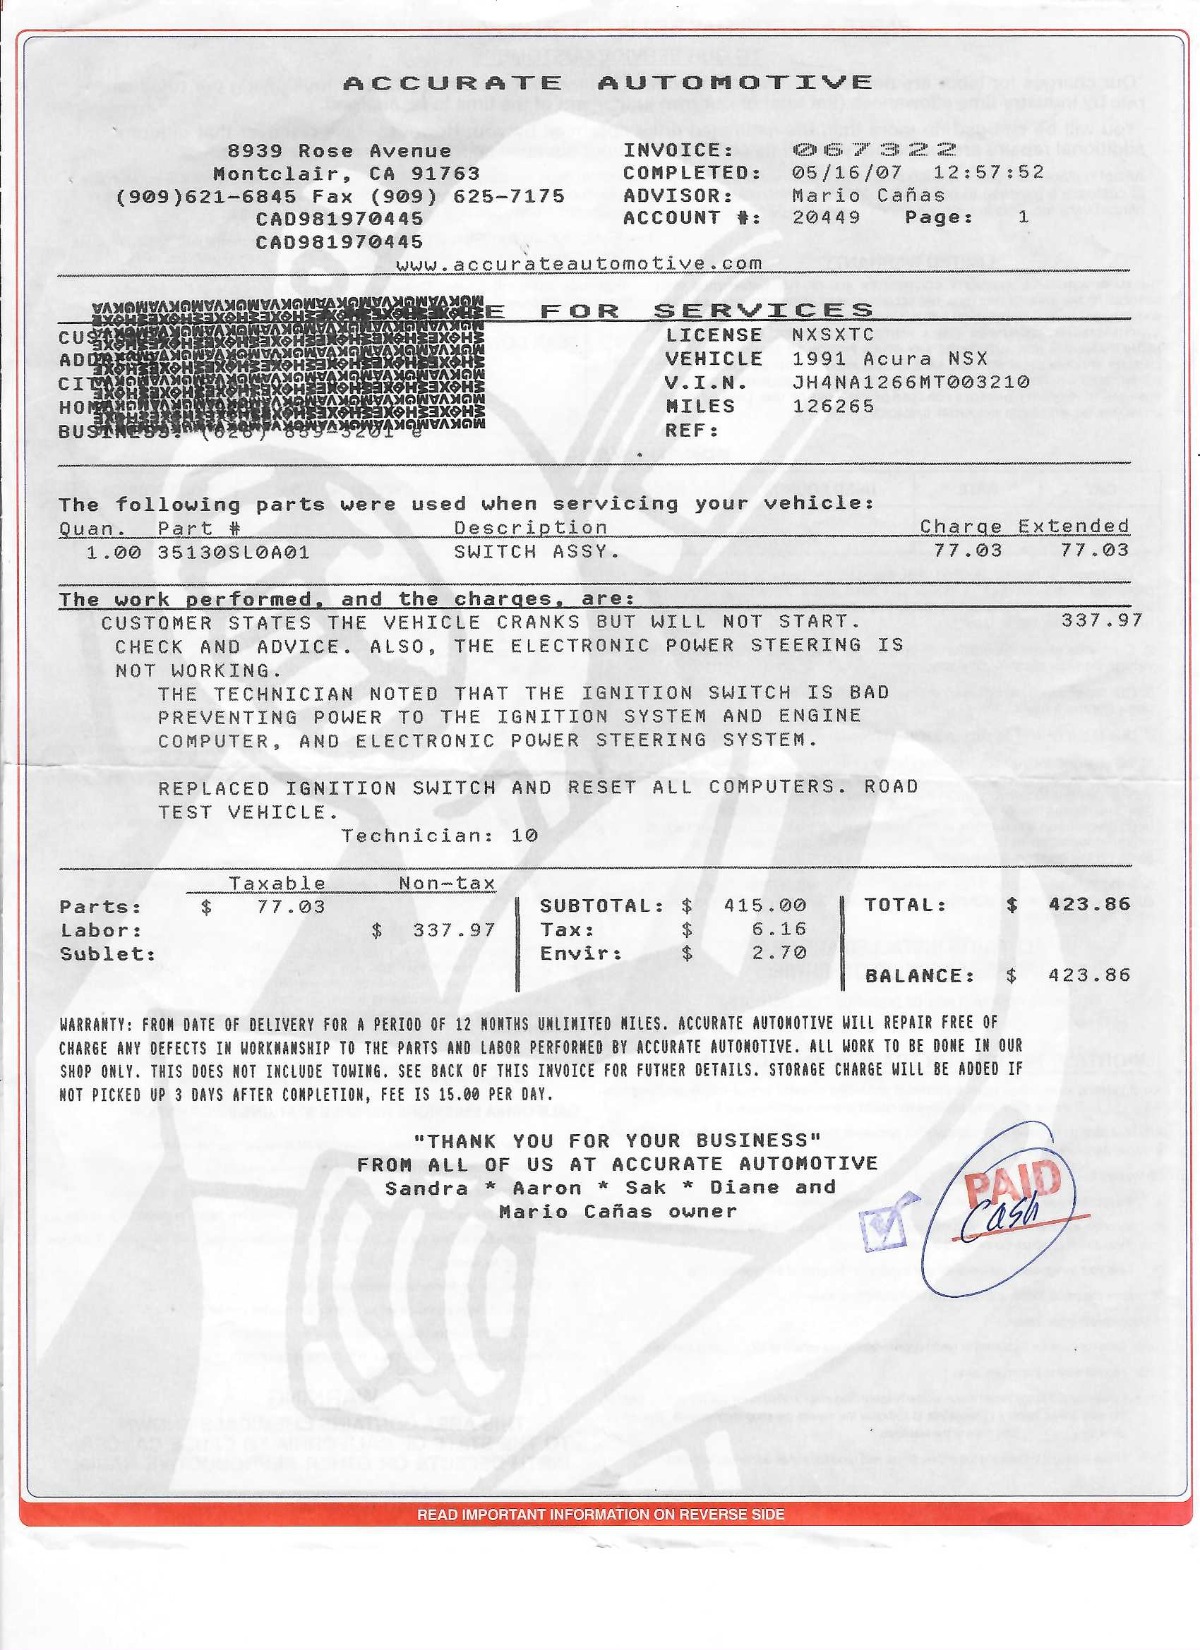 ACCURATE AUTOMOTIVE
8939 Rose Avenue
Montclair, CA 91763
(909)621-6845 Fax (909) 625-7175
CAD981970445
CAD981970445
INVOICE: 067322
COMPLETED: 05/16/07 12:57:52
ADVISOR: Mario Cañas
ACCOUNT #: 20449 Page: 1
www.accurateautomotive.com
FOR SERVICES
LICENSE NXSXTC
VEHICLE 1991 Acura NSX
V.I.N. JH4NA1266MT003210
MILES 126265
REF:
The following parts were used when servicing your vehicle:
Quan. Part # Description Charge Extended
1.00 35130SL0A01 SWITCH ASSY. 77.03 77.03
The work performed, and the charges, are:
CUSTOMER STATES THE VEHICLE CRANKS BUT WILL NOT START. 337.97
CHECK AND ADVICE. ALSO, THE ELECTRONIC POWER STEERING IS
NOT WORKING.
THE TECHNICIAN NOTED THAT THE IGNITION SWITCH IS BAD
PREVENTING POWER TO THE IGNITION SYSTEM AND ENGINE
COMPUTER, AND ELECTRONIC POWER STEERING SYSTEM.
REPLACED IGNITION SWITCH AND RESET ALL COMPUTERS. ROAD
TEST VEHICLE.
Technician: 10
Taxable Non-tax
Parts: $ 77.03
Labor: $ 337.97
Sublet:
SUBTOTAL: $ 415.00
Tax: $ 6.16
Envir: $ 2.70
TOTAL: $ 423.86
BALANCE: $ 423.86
WARRANTY: FROM DATE OF DELIVERY FOR A PERIOD OF 12 MONTHS UNLIMITED MILES. ACCURATE AUTOMOTIVE WILL REPAIR FREE OF
CHARGE ANY DEFECTS IN WORKMANSHIP TO THE PARTS AND LABOR PERFORMED BY ACCURATE AUTOMOTIVE. ALL WORK TO BE DONE IN OUR
SHOP ONLY. THIS DOES NOT INCLUDE TOWING. SEE BACK OF THIS INVOICE FOR FUTHER DETAILS. STORAGE CHARGE WILL BE ADDED IF
NOT PICKED UP 3 DAYS AFTER COMPLETION, FEE IS 15.00 PER DAY.
"THANK YOU FOR YOUR BUSINESS"
FROM ALL OF US AT ACCURATE AUTOMOTIVE
Sandra * Aaron * Sak * Diane and
Mario Cañas owner
PAID
Cash
READ IMPORTANT INFORMATION ON REVERSE SIDE